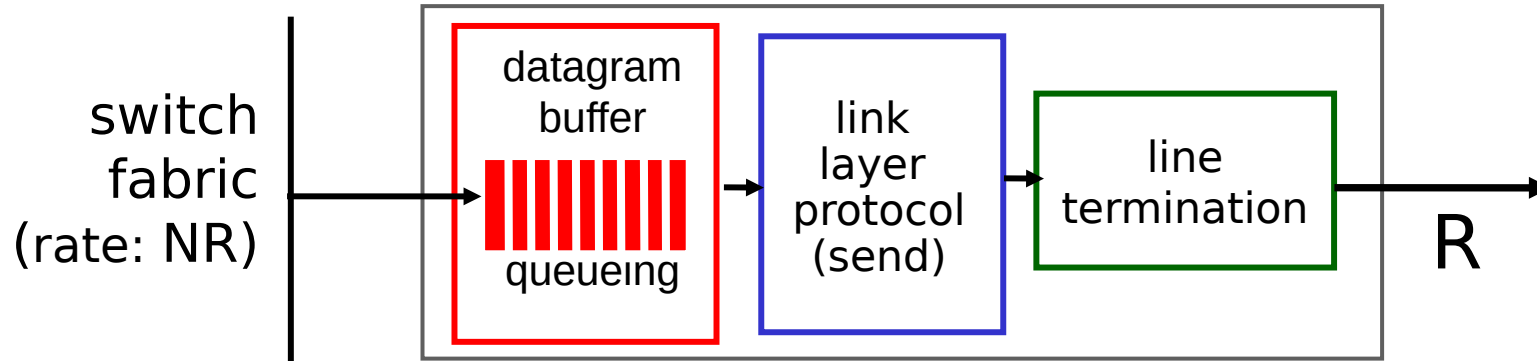 switch
fabric
(rate: NR)
datagram
buffer
queueing
link
layer
protocol
(send)
line
termination
R